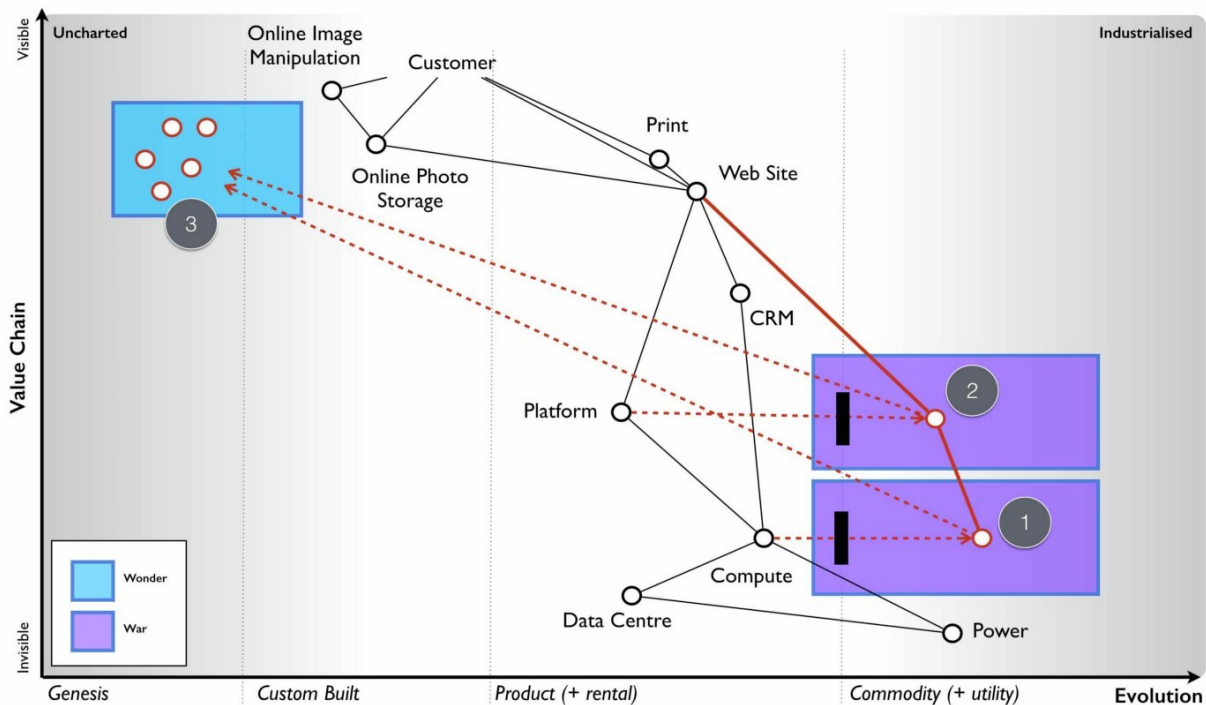 Visible
Uncharted
Online Image
Manipulation
Customer
Industrialised
Print
Web Site
Online Photo
Storage
3
CRM
Value Chain
2
Platform
1
Compute
Wonder
War
Data Centre
Power
Invisible
Genesis
Custom Built
Product (+ rental)
Commodity (+ utility)
Evolution